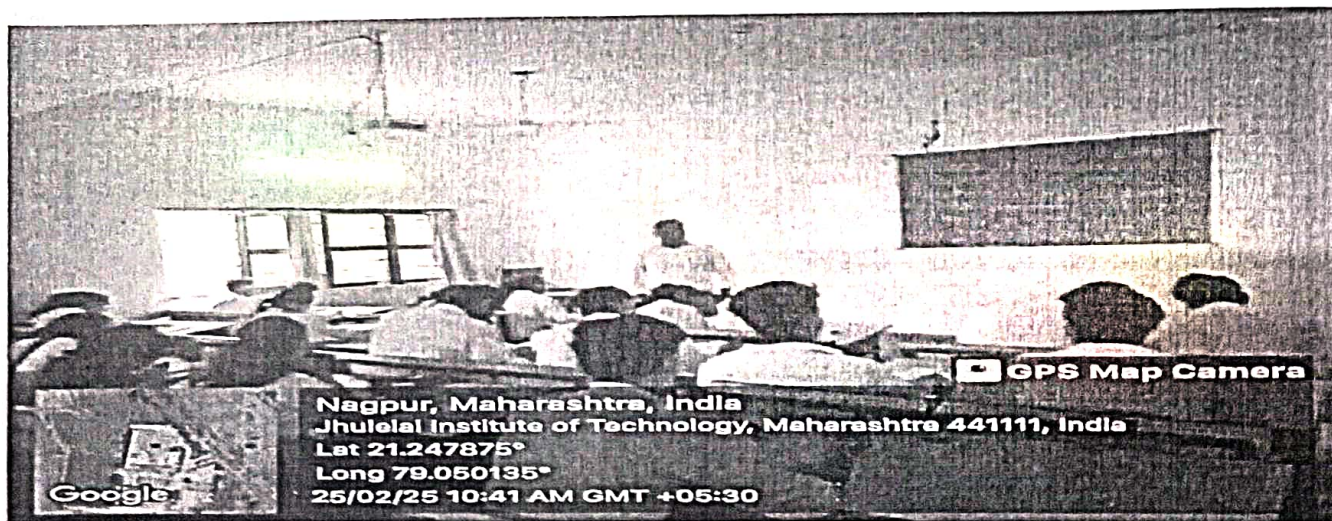 GPS Map Camera
Nagpur, Maharashtra, India
Jhulelal Institute of Technology, Maharashtra 441111, India
Lat 21.247875°
Long 79.050135°
25/02/25 10:41 AM GMT +05:30
Google